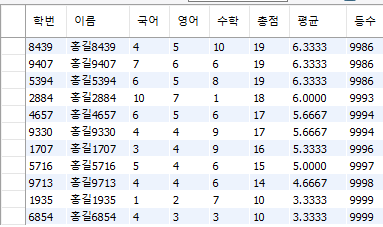 학번 이름 국어 영어 수학 총점 평균 등수
8439 홍길8439 4 5 10 19 6.3333 9986
9407 홍길9407 7 6 6 19 6.3333 9986
5394 홍길5394 6 5 8 19 6.3333 9986
2884 홍길2884 10 7 1 18 6.0000 9993
4657 홍길4657 6 5 6 17 5.6667 9994
9330 홍길9330 4 4 9 17 5.6667 9994
1707 홍길1707 3 4 9 16 5.3333 9996
5716 홍길5716 5 4 6 15 5.0000 9997
9713 홍길9713 4 4 6 14 4.6667 9998
1935 홍길1935 1 2 7 10 3.3333 9999
6854 홍길6854 4 3 3 10 3.3333 9999